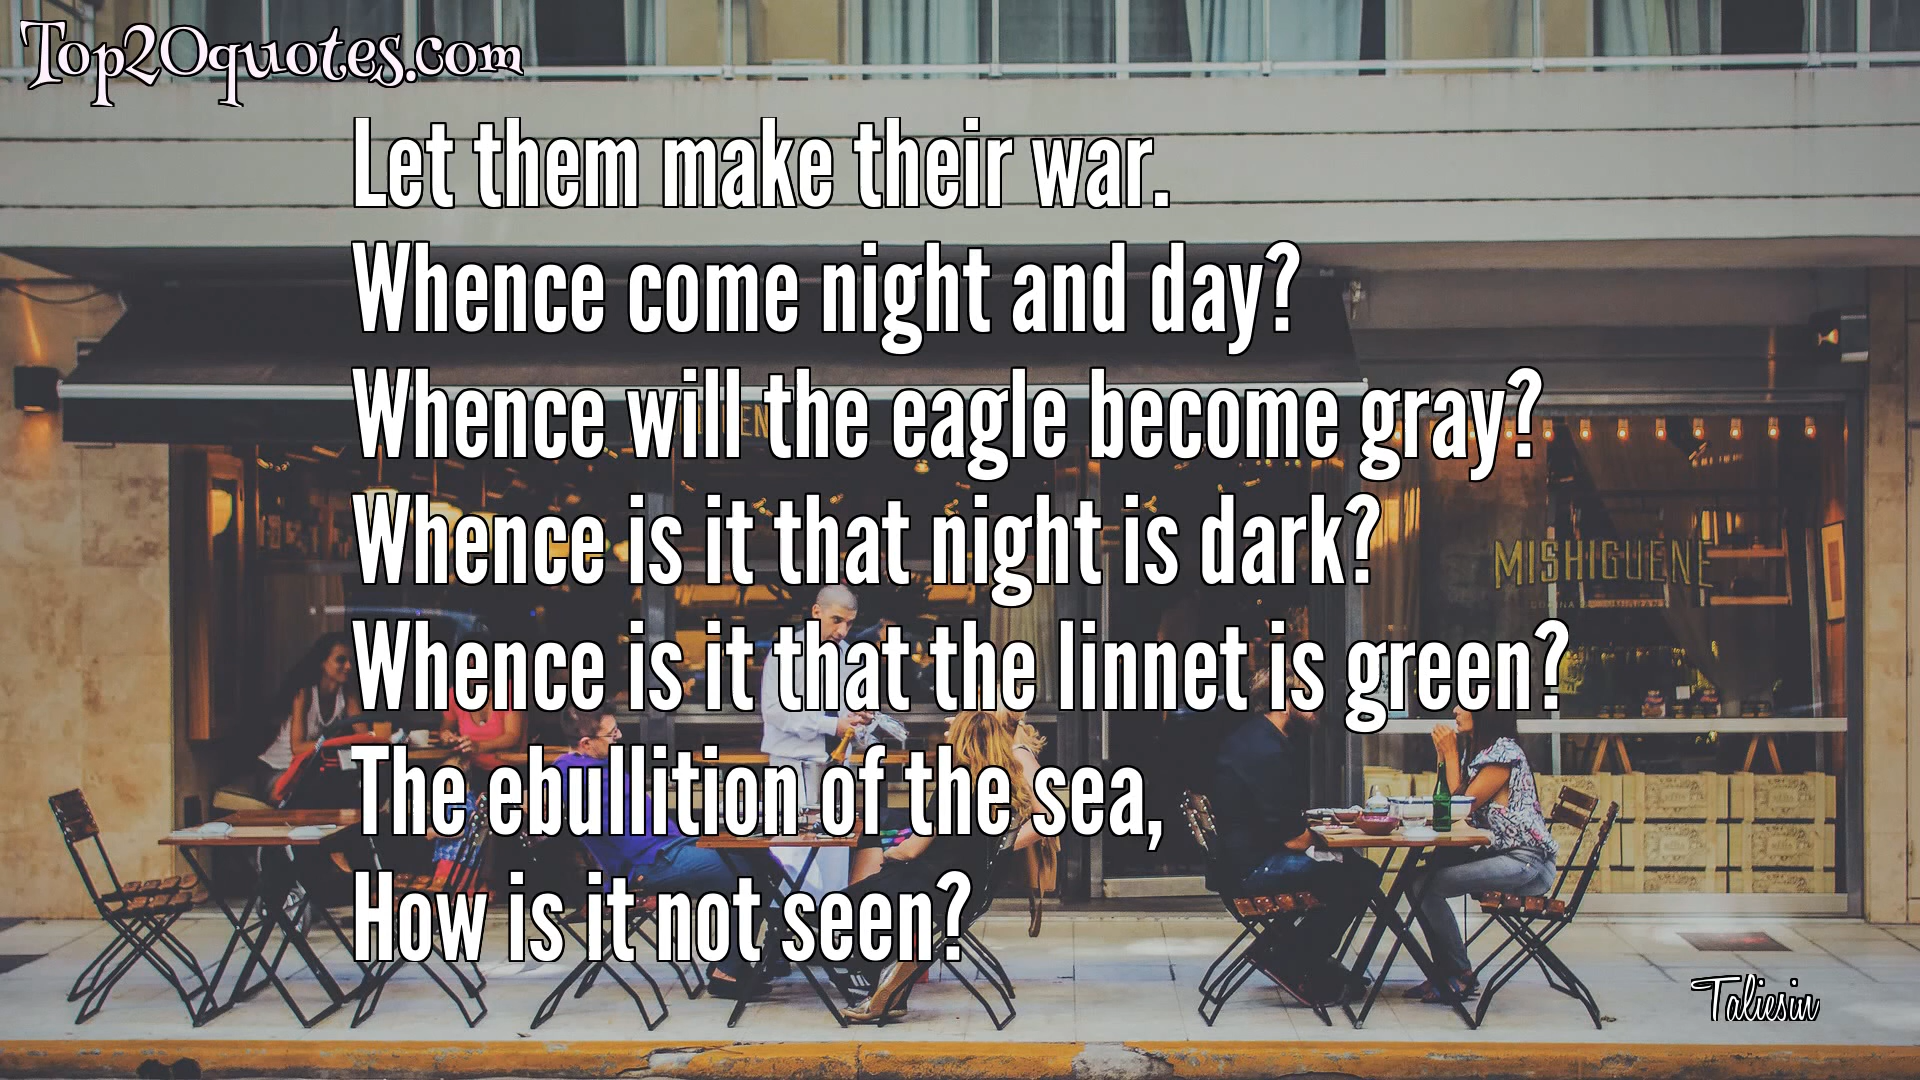 Top20quotes.com
Let them make their war.
Whence come night and day?
Whence will the eagle become gray?
Whence is it that night is dark?
MISHIGUENE
Whence is it that the linnet is green?
The ebullition of the sea,
How is it not seen?
Taliesin